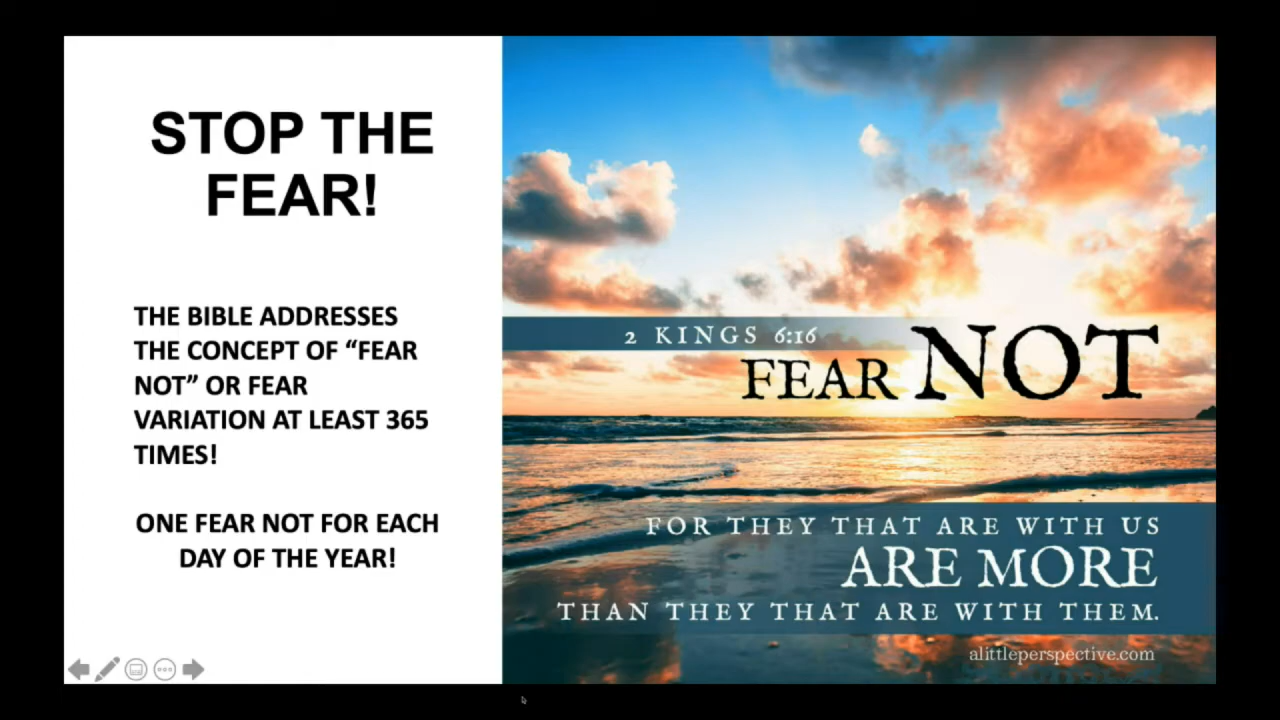 STOP THE
FEAR!
THE BIBLE ADDRESSES
THE CONCEPT OF “FEAR
NOT” OR FEAR
VARIATION AT LEAST 365
TIMES!
ONE FEAR NOT FOR EACH
DAY OF THE YEAR!
2 KINGS 6:16
FEAR NOT
FOR THEY THAT ARE WITH US
ARE MORE
THAN THEY THAT ARE WITH THEM.
alittleperspective.com